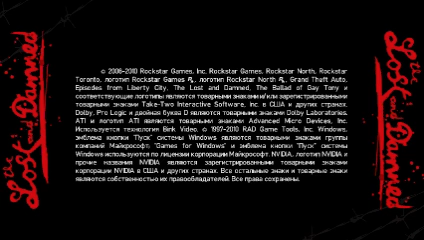 the Lost and Damned
© 2006-2010 Rockstar Games, Inc. Rockstar Games, Rockstar North, Rockstar
Toronto, логотип Rockstar Games R*, логотип Rockstar North R*, Grand Theft Auto,
Episodes from Liberty City, The Lost and Damned, The Ballad of Gay Tony и
соответствующие логотипы являются товарными знаками и/или зарегистрированными
товарными знаками Take-Two Interactive Software, Inc. в США и других странах.
Dolby, Pro Logic и двойная буква D являются товарными знаками Dolby Laboratories.
ATI и логотип ATI являются товарными знаками Advanced Micro Devices, Inc.
Используется технология Bink Video. © 1997-2010 RAD Game Tools, Inc. Windows,
эмблема кнопки "Пуск" системы Windows являются товарными знаками группы
компаний Майкрософт. "Games for Windows" и эмблема кнопки "Пуск" системы
Windows используются по лицензии корпорации Майкрософт. NVIDIA, логотип NVIDIA и
прочие названия NVIDIA являются зарегистрированными товарными знаками
корпорации NVIDIA в США и других странах. Все остальные знаки и товарные знаки
являются собственностью их правообладателей. Все права сохранены.
the Lost and Damned